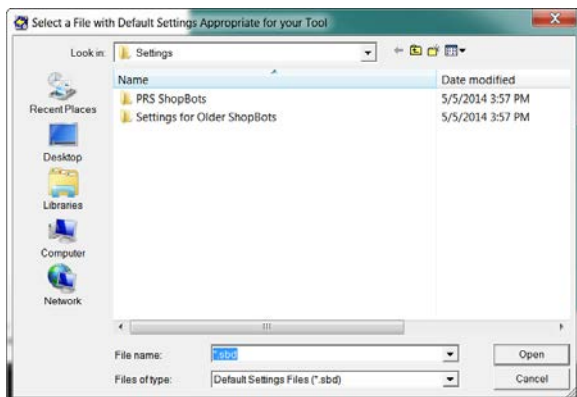 Select a File with Default Settings Appropriate for your Tool
Look in: Settings
Name Date modified
PRS ShopBots 5/5/2014 3:57 PM
Settings for Older ShopBots 5/5/2014 3:57 PM
Recent Places
Desktop
Libraries
Computer
Network
File name: *.sbd Open
Files of type: Default Settings Files (*.sbd) Cancel